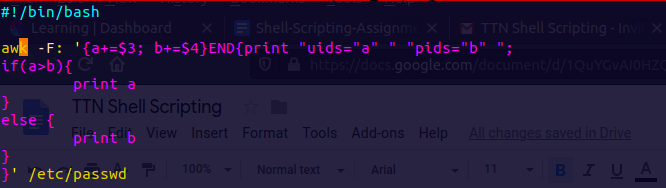 #!/bin/bash
Learning | Dashboard
Shell-Scripting-Assignm
TTN Shell Scripting - Inv
awk -F: '{a+=$3; b+=$4}END{print "uids="a" " "pids="b" ";
if(a>b){
https://docs.google.com/document/d/1QuYGvAI0HZG
print a
}
TTN Shell Scripting
else {
File Edit View Insert Format Tools Add-ons Help All changes saved in Drive
print b
}
100% Normal text Arial 11 B I U A
}' /etc/passwd